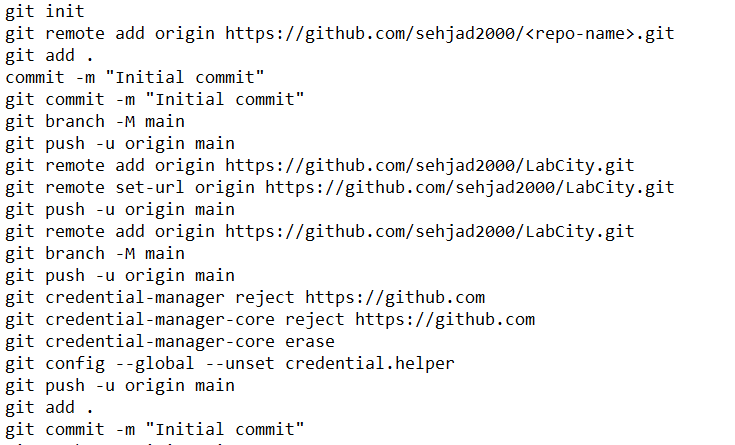 git init
git remote add origin https://github.com/sehjad2000/<repo-name>.git
git add .
commit -m "Initial commit"
git commit -m "Initial commit"
git branch -M main
git push -u origin main
git remote add origin https://github.com/sehjad2000/LabCity.git
git remote set-url origin https://github.com/sehjad2000/LabCity.git
git push -u origin main
git remote add origin https://github.com/sehjad2000/LabCity.git
git branch -M main
git push -u origin main
git credential-manager reject https://github.com
git credential-manager-core reject https://github.com
git credential-manager-core erase
git config --global --unset credential.helper
git push -u origin main
git add .
git commit -m "Initial commit"